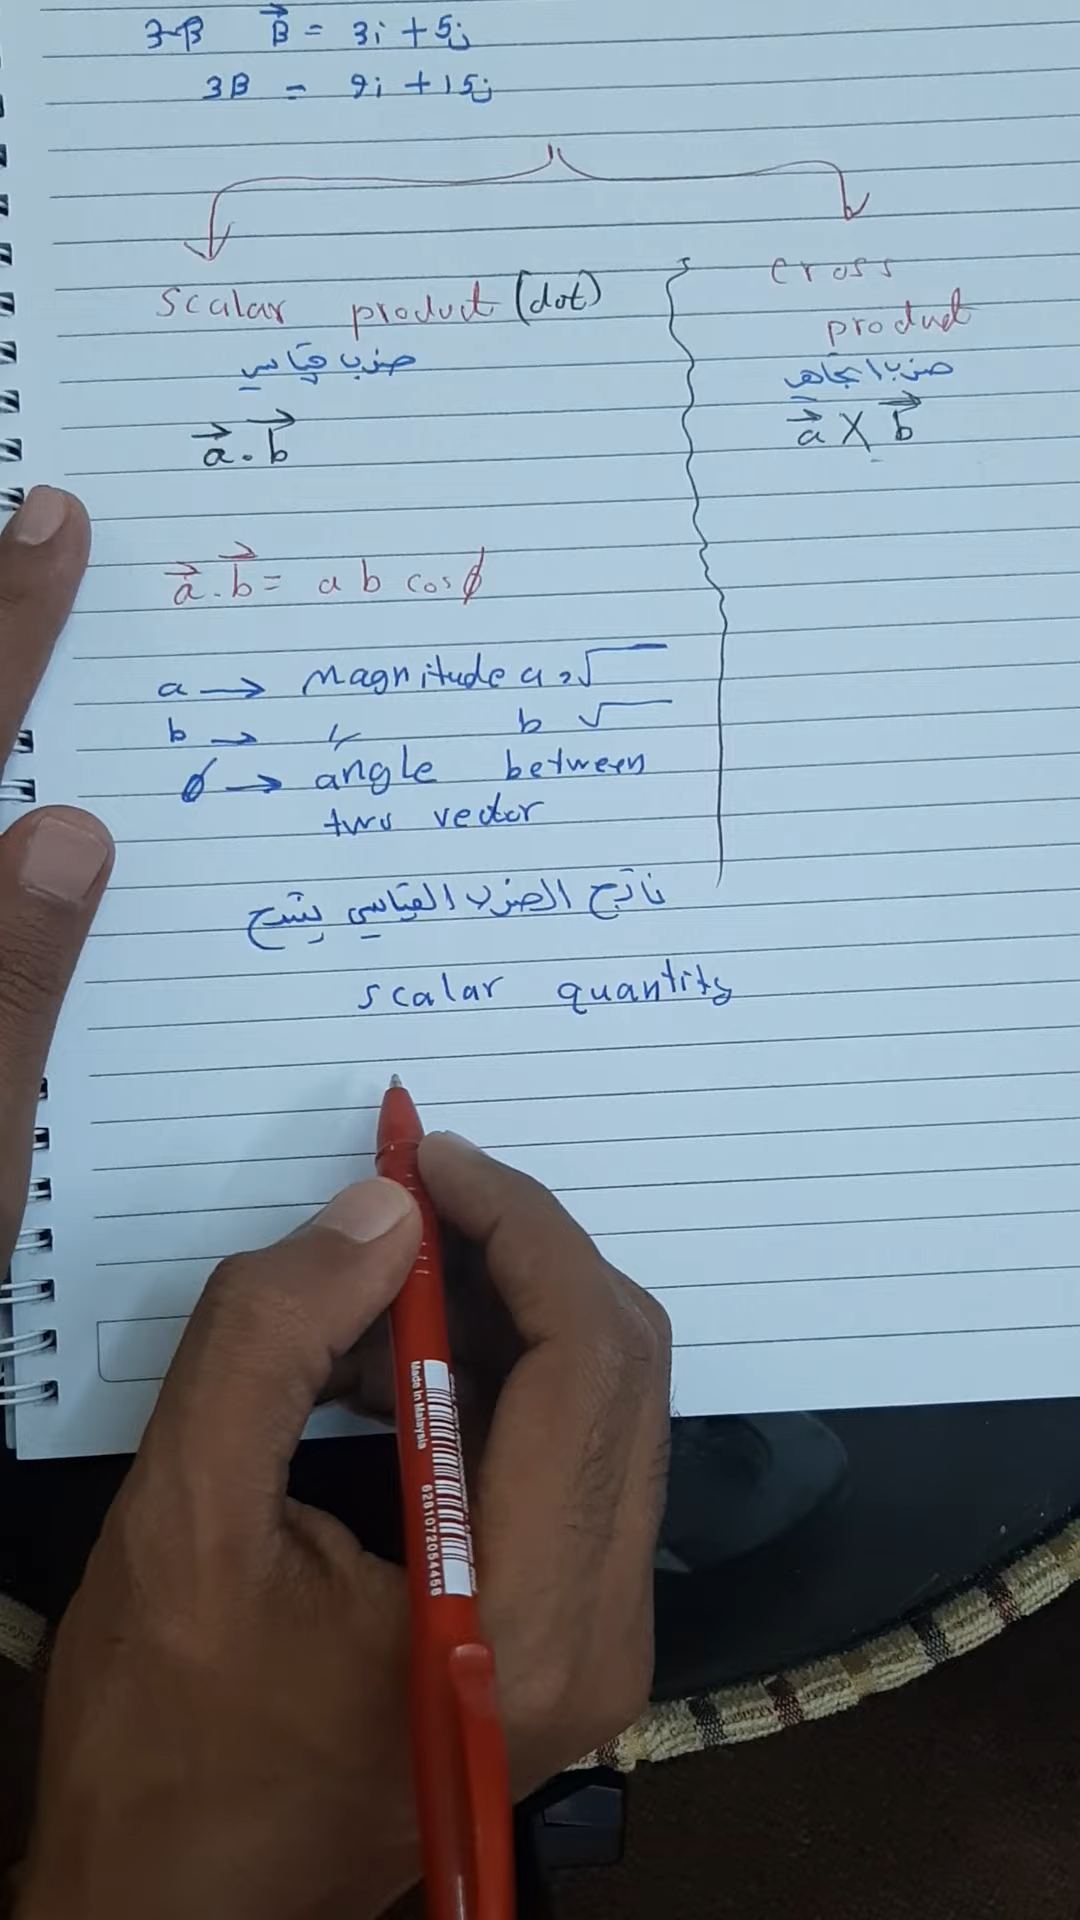 3-B B = 3i + 5j
3B = 9i + 15j
Scalar product (dot)
ضرب قياسي
a . b
cross
product
ضرب اتجاهي
a X b
a . b = a b cos ϕ
a → magnitude a √
b → 〃 b √
ϕ → angle between
two vector
ناتج الضرب القياسي
scalar quantity
Made in Malaysia
6281072054456